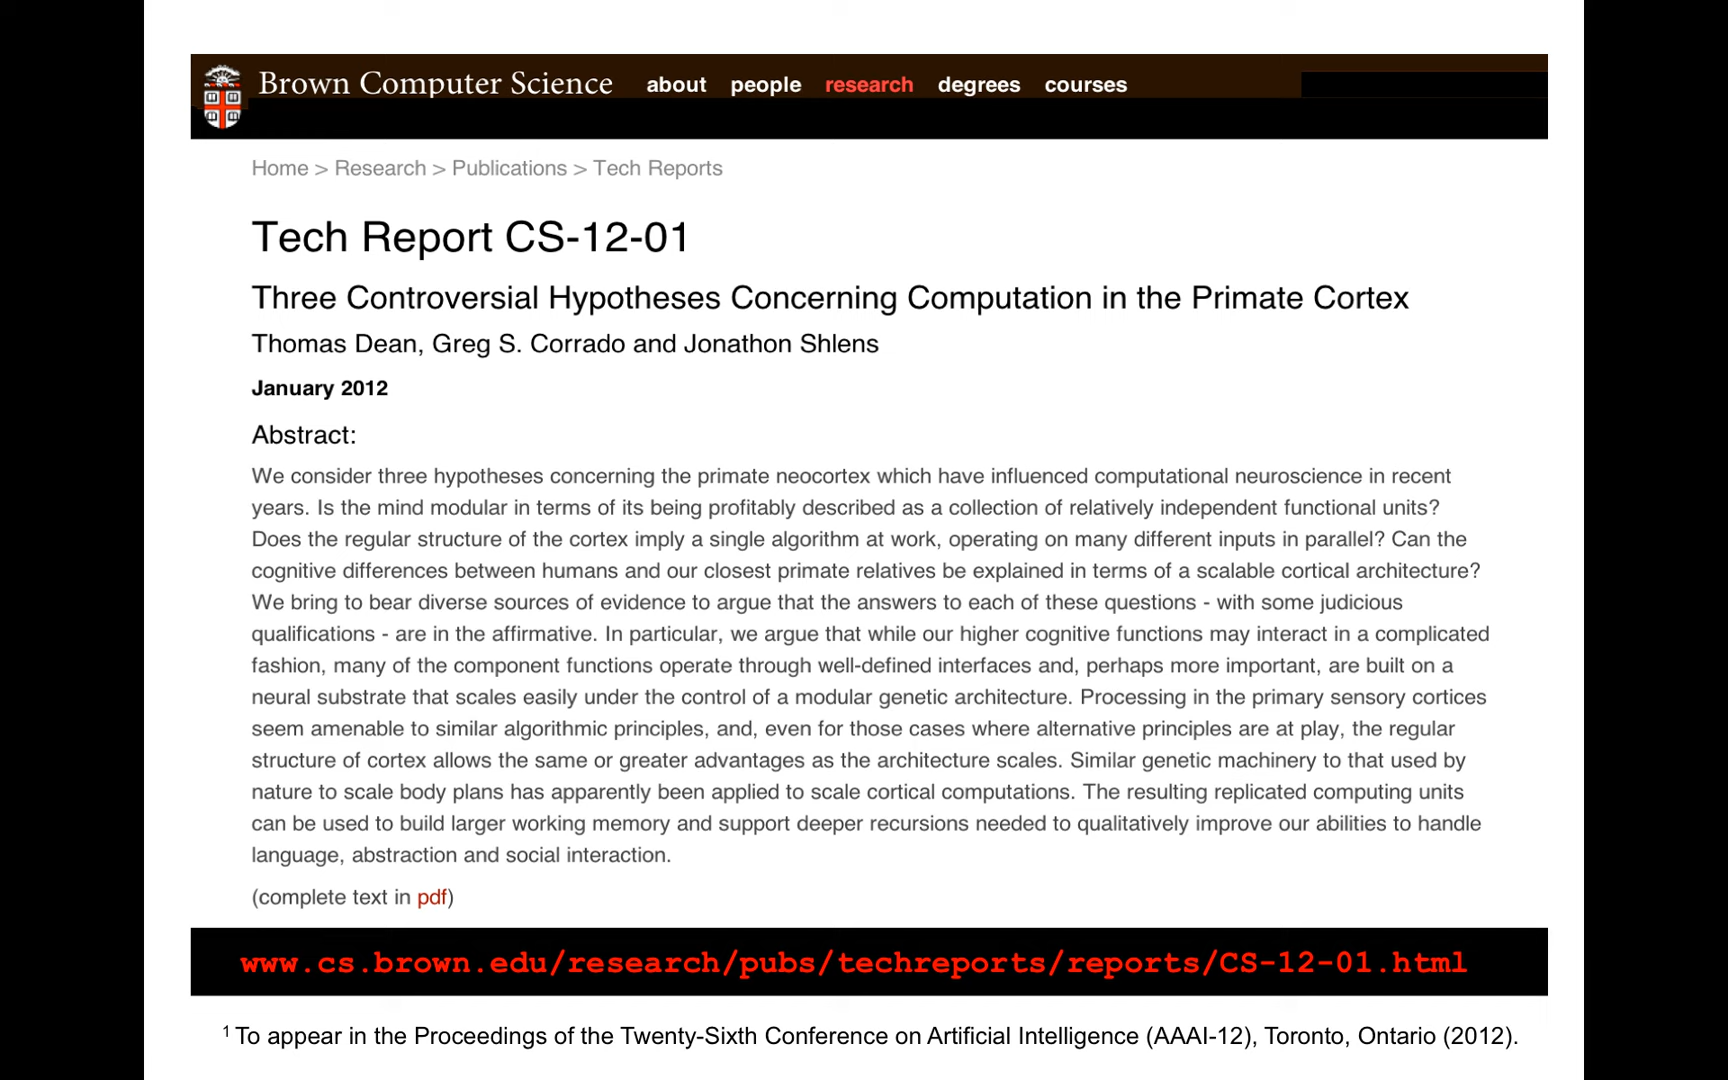 Brown Computer Science about people research degrees courses
Home > Research > Publications > Tech Reports
Tech Report CS-12-01
Three Controversial Hypotheses Concerning Computation in the Primate Cortex
Thomas Dean, Greg S. Corrado and Jonathon Shlens
January 2012
Abstract:
We consider three hypotheses concerning the primate neocortex which have influenced computational neuroscience in recent
years. Is the mind modular in terms of its being profitably described as a collection of relatively independent functional units?
Does the regular structure of the cortex imply a single algorithm at work, operating on many different inputs in parallel? Can the
cognitive differences between humans and our closest primate relatives be explained in terms of a scalable cortical architecture?
We bring to bear diverse sources of evidence to argue that the answers to each of these questions - with some judicious
qualifications - are in the affirmative. In particular, we argue that while our higher cognitive functions may interact in a complicated
fashion, many of the component functions operate through well-defined interfaces and, perhaps more important, are built on a
neural substrate that scales easily under the control of a modular genetic architecture. Processing in the primary sensory cortices
seem amenable to similar algorithmic principles, and, even for those cases where alternative principles are at play, the regular
structure of cortex allows the same or greater advantages as the architecture scales. Similar genetic machinery to that used by
nature to scale body plans has apparently been applied to scale cortical computations. The resulting replicated computing units
can be used to build larger working memory and support deeper recursions needed to qualitatively improve our abilities to handle
language, abstraction and social interaction.
(complete text in pdf)
www.cs.brown.edu/research/pubs/techreports/reports/CS-12-01.html
1 To appear in the Proceedings of the Twenty-Sixth Conference on Artificial Intelligence (AAAI-12), Toronto, Ontario (2012).